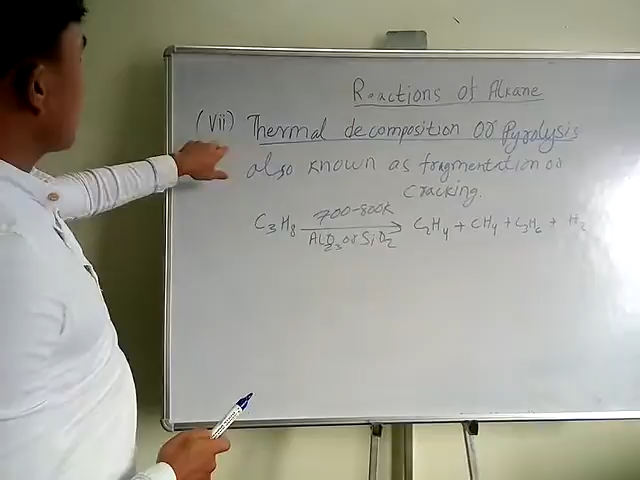 Reactions of Alkane
(Vii) Thermal decomposition or Pyrolysis
also known as fragmentation or
cracking.
700-800K
C3H8 → C2H4 + CH4 + C3H6 + H2
Al2O3 or SiO2